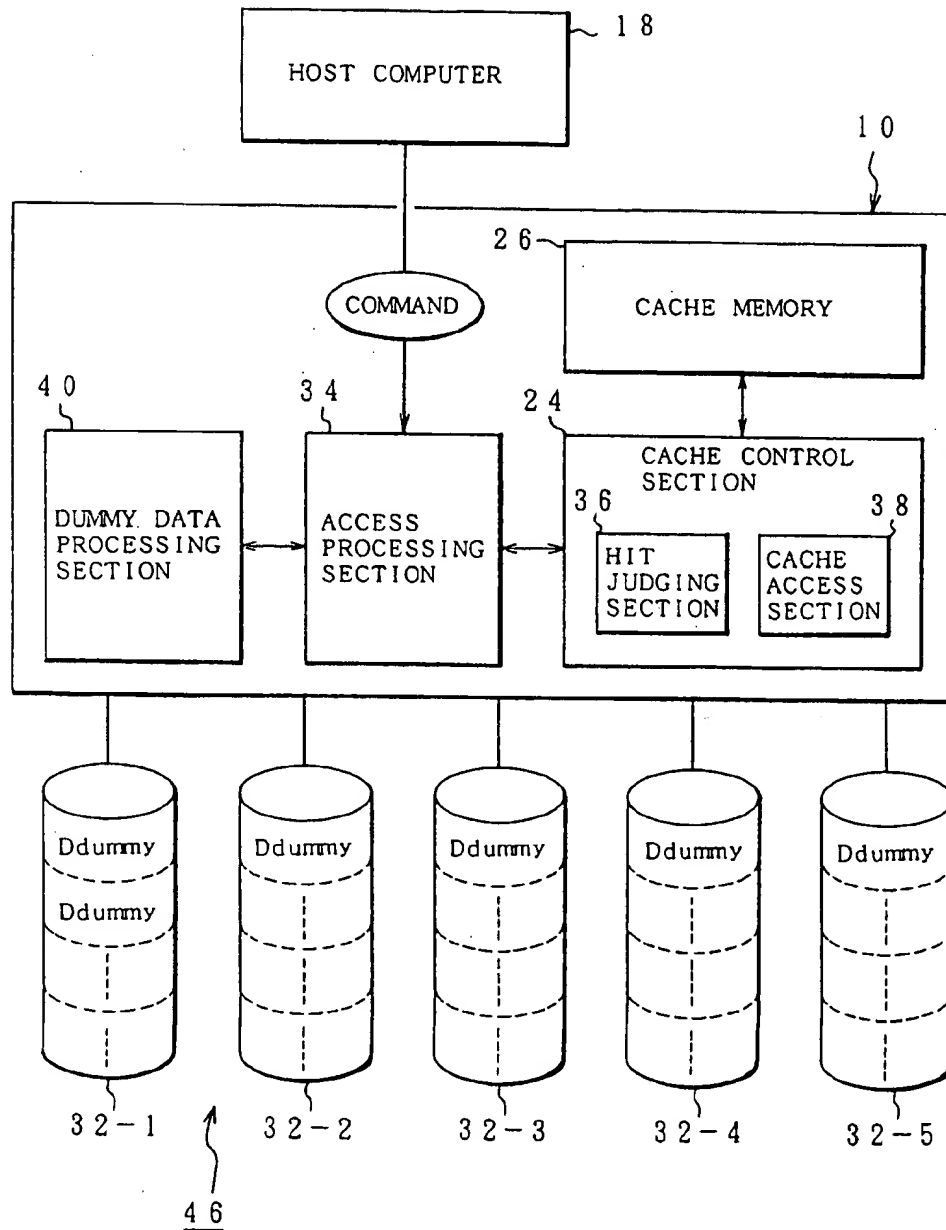 18
HOST COMPUTER
10
26
COMMAND
CACHE MEMORY
40
34
24
CACHE CONTROL
SECTION
DUMMY DATA
PROCESSING
SECTION
ACCESS
PROCESSING
SECTION
36
38
HIT
JUDGING
SECTION
CACHE
ACCESS
SECTION
Ddummy
Ddummy
Ddummy
Ddummy
Ddummy
Ddummy
32-1
32-2
32-3
32-4
32-5
46